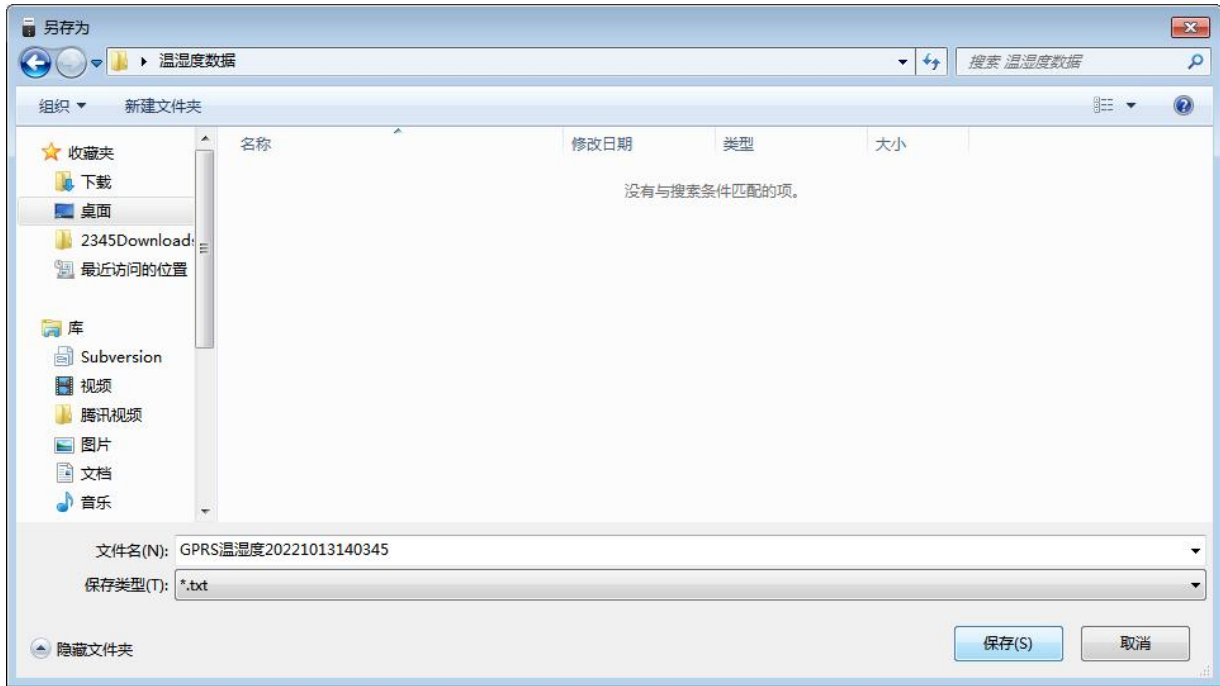 另存为
温湿度数据
搜索 温湿度数据
组织 新建文件夹
收藏夹
下载
桌面
2345Downloads
最近访问的位置
库
Subversion
视频
腾讯视频
图片
文档
音乐
名称 修改日期 类型 大小
没有与搜索条件匹配的项。
文件名(N): GPRS温湿度20221013140345
保存类型(T): *.txt
隐藏文件夹
保存(S) 取消